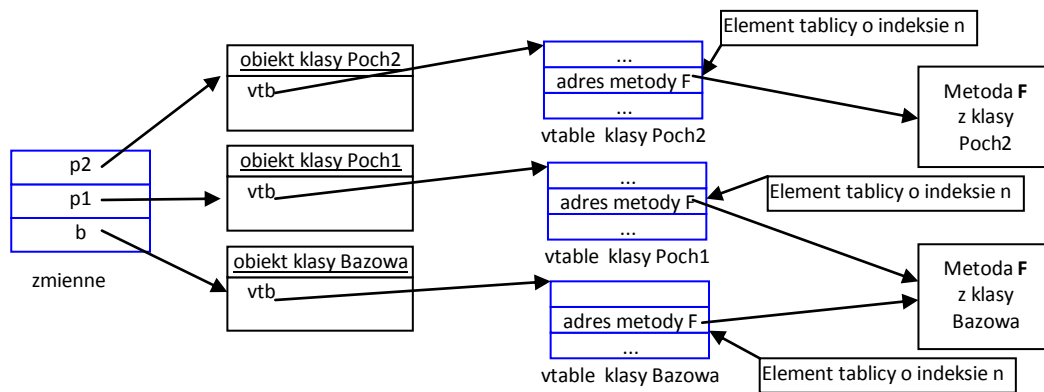 Element tablicy o indeksie n
obiekt klasy Poch2
vtb
...
adres metody F
...
vtable klasy Poch2
Metoda F
z klasy
Poch2
p2
p1
b
zmienne
obiekt klasy Poch1
vtb
...
adres metody F
...
vtable klasy Poch1
Element tablicy o indeksie n
obiekt klasy Bazowa
vtb
adres metody F
...
vtable klasy Bazowa
Metoda F
z klasy
Bazowa
Element tablicy o indeksie n